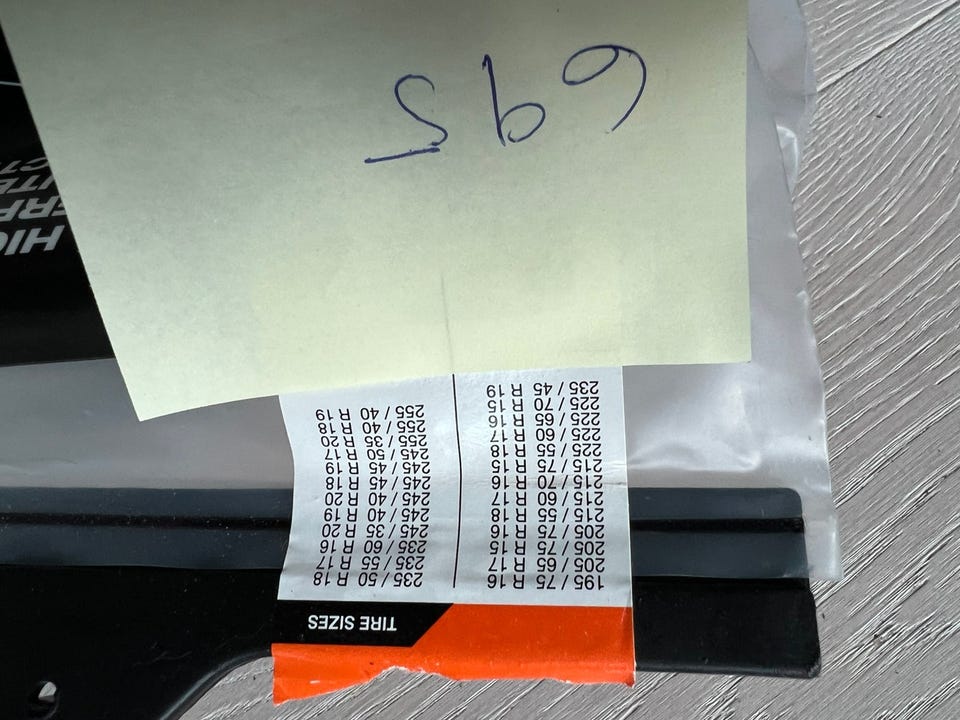 TIRE SIZES
195 / 75 R 16
205 / 65 R 17
205 / 75 R 15
205 / 75 R 16
215 / 55 R 18
215 / 60 R 17
215 / 70 R 16
215 / 75 R 15
225 / 55 R 18
225 / 60 R 17
225 / 65 R 16
225 / 70 R 15
235 / 45 R 19
235 / 50 R 18
235 / 55 R 17
235 / 60 R 16
245 / 35 R 20
245 / 40 R 19
245 / 40 R 20
245 / 45 R 18
245 / 45 R 19
245 / 50 R 17
255 / 35 R 20
255 / 40 R 18
255 / 40 R 19
695